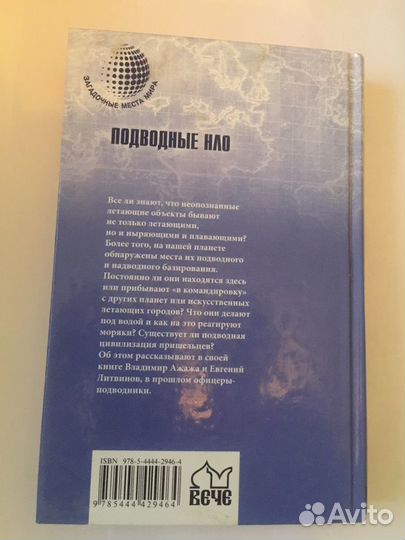 ЗАГАДОЧНЫЕ МЕСТА МИРА
ПОДВОДНЫЕ НЛО
Все ли знают, что неопознанные
летающие объекты бывают
не только летающими,
но и ныряющими и плавающими?
Более того, на нашей планете
обнаружены места их подводного
и надводного базирования.
Постоянно ли они находятся здесь
или прибывают «в командировку»
с других планет или искусственных
летающих городов? Что они делают
под водой и как на это реагируют
моряки? Существует ли подводная
цивилизация пришельцев?
Об этом рассказывают в своей
книге Владимир Ажажа и Евгений
Литвинов, в прошлом офицеры-
подводники.
ISBN 978-5-4444-2946-4
9 785444 429464
ВЕЧЕ
Avito